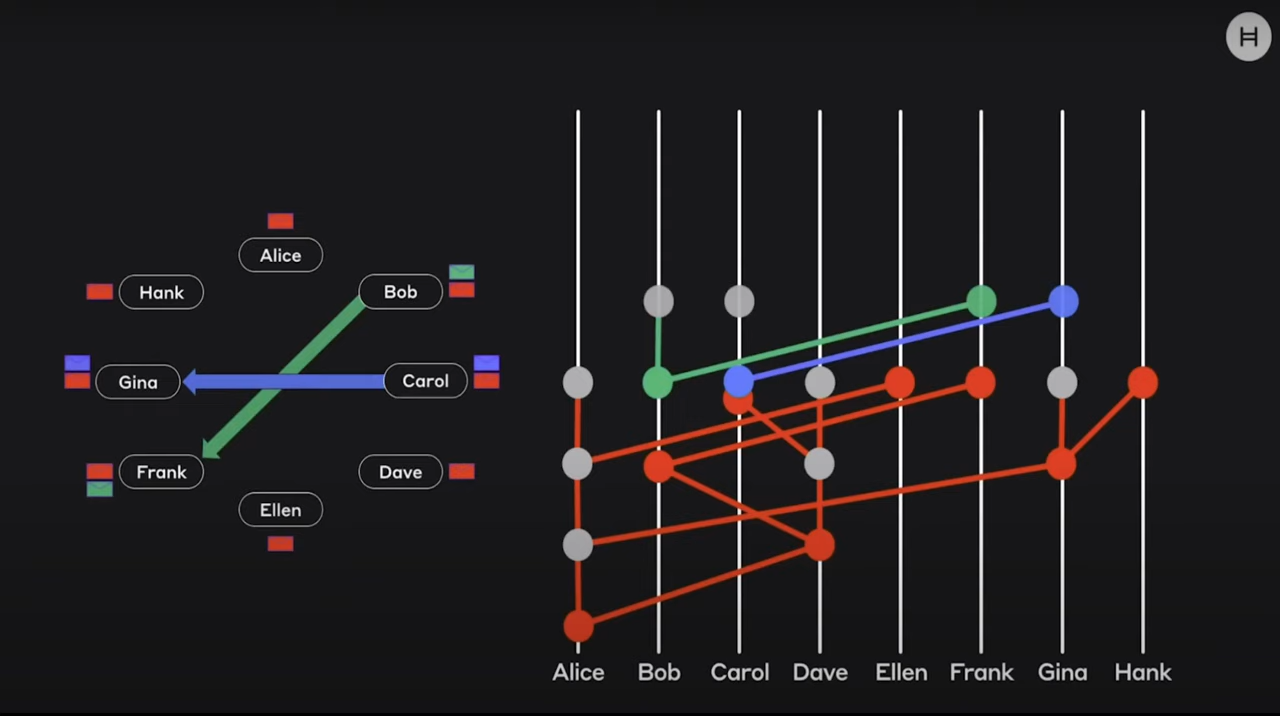 H
Alice
Hank
Bob
Gina
Carol
Frank
Dave
Ellen
Alice Bob Carol Dave Ellen Frank Gina Hank